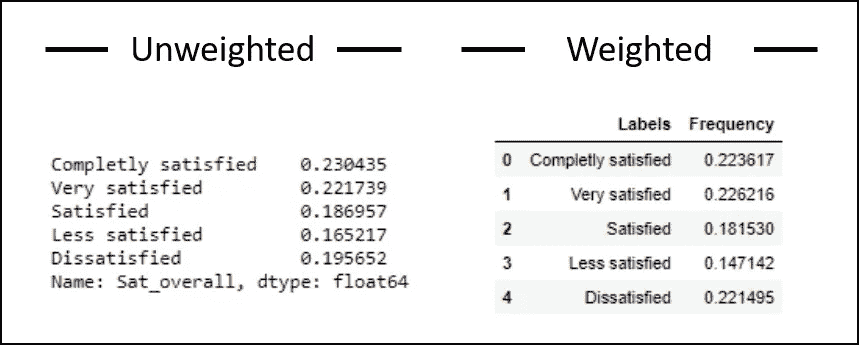 Unweighted
Completly satisfied 0.230435
Very satisfied 0.221739
Satisfied 0.186957
Less satisfied 0.165217
Dissatisfied 0.195652
Name: Sat_overall, dtype: float64
Weighted
Labels Frequency
0 Completly satisfied 0.223617
1 Very satisfied 0.226216
2 Satisfied 0.181530
3 Less satisfied 0.147142
4 Dissatisfied 0.221495